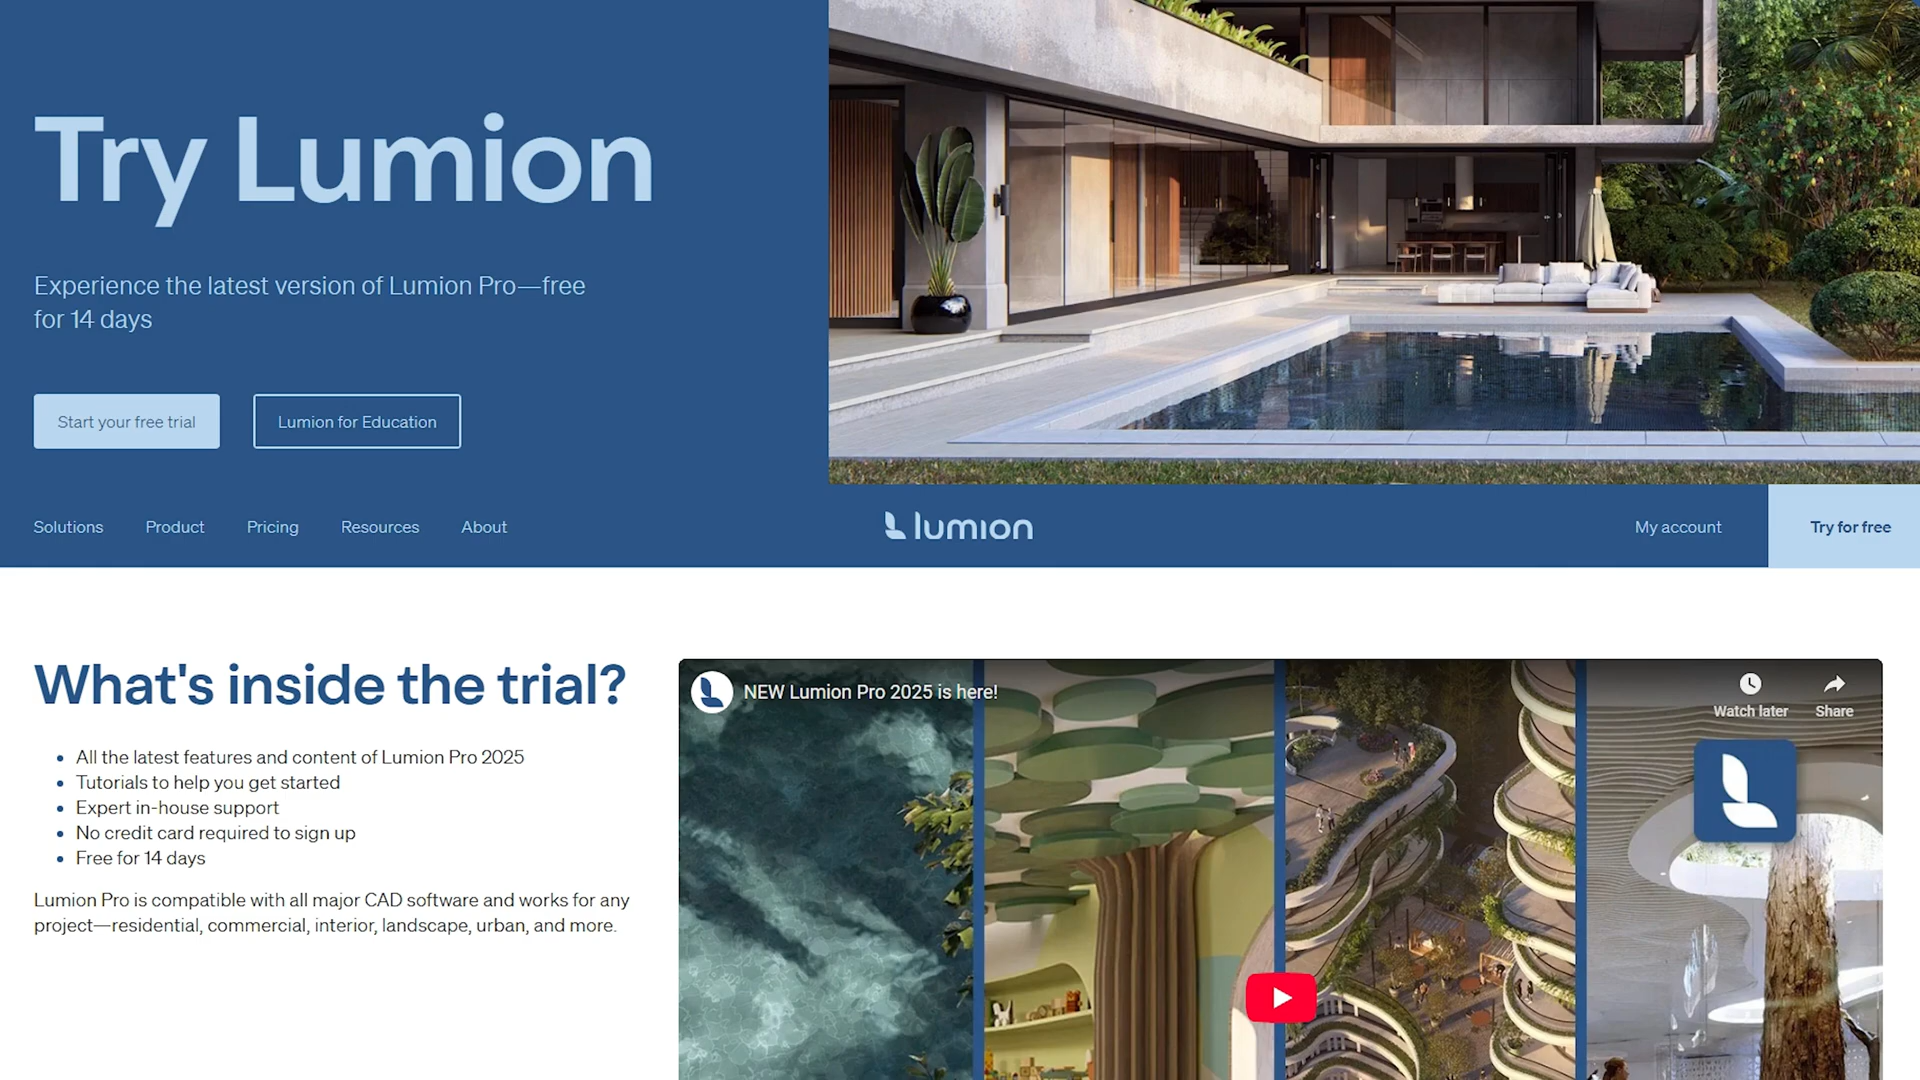 Try Lumion
Experience the latest version of Lumion Pro—free
for 14 days
Start your free trial
Lumion for Education
Solutions
Product
Pricing
Resources
About
lumion
My account
Try for free
What's inside the trial?
All the latest features and content of Lumion Pro 2025
Tutorials to help you get started
Expert in-house support
No credit card required to sign up
Free for 14 days
Lumion Pro is compatible with all major CAD software and works for any
project—residential, commercial, interior, landscape, urban, and more.
NEW Lumion Pro 2025 is here!
Watch later
Share